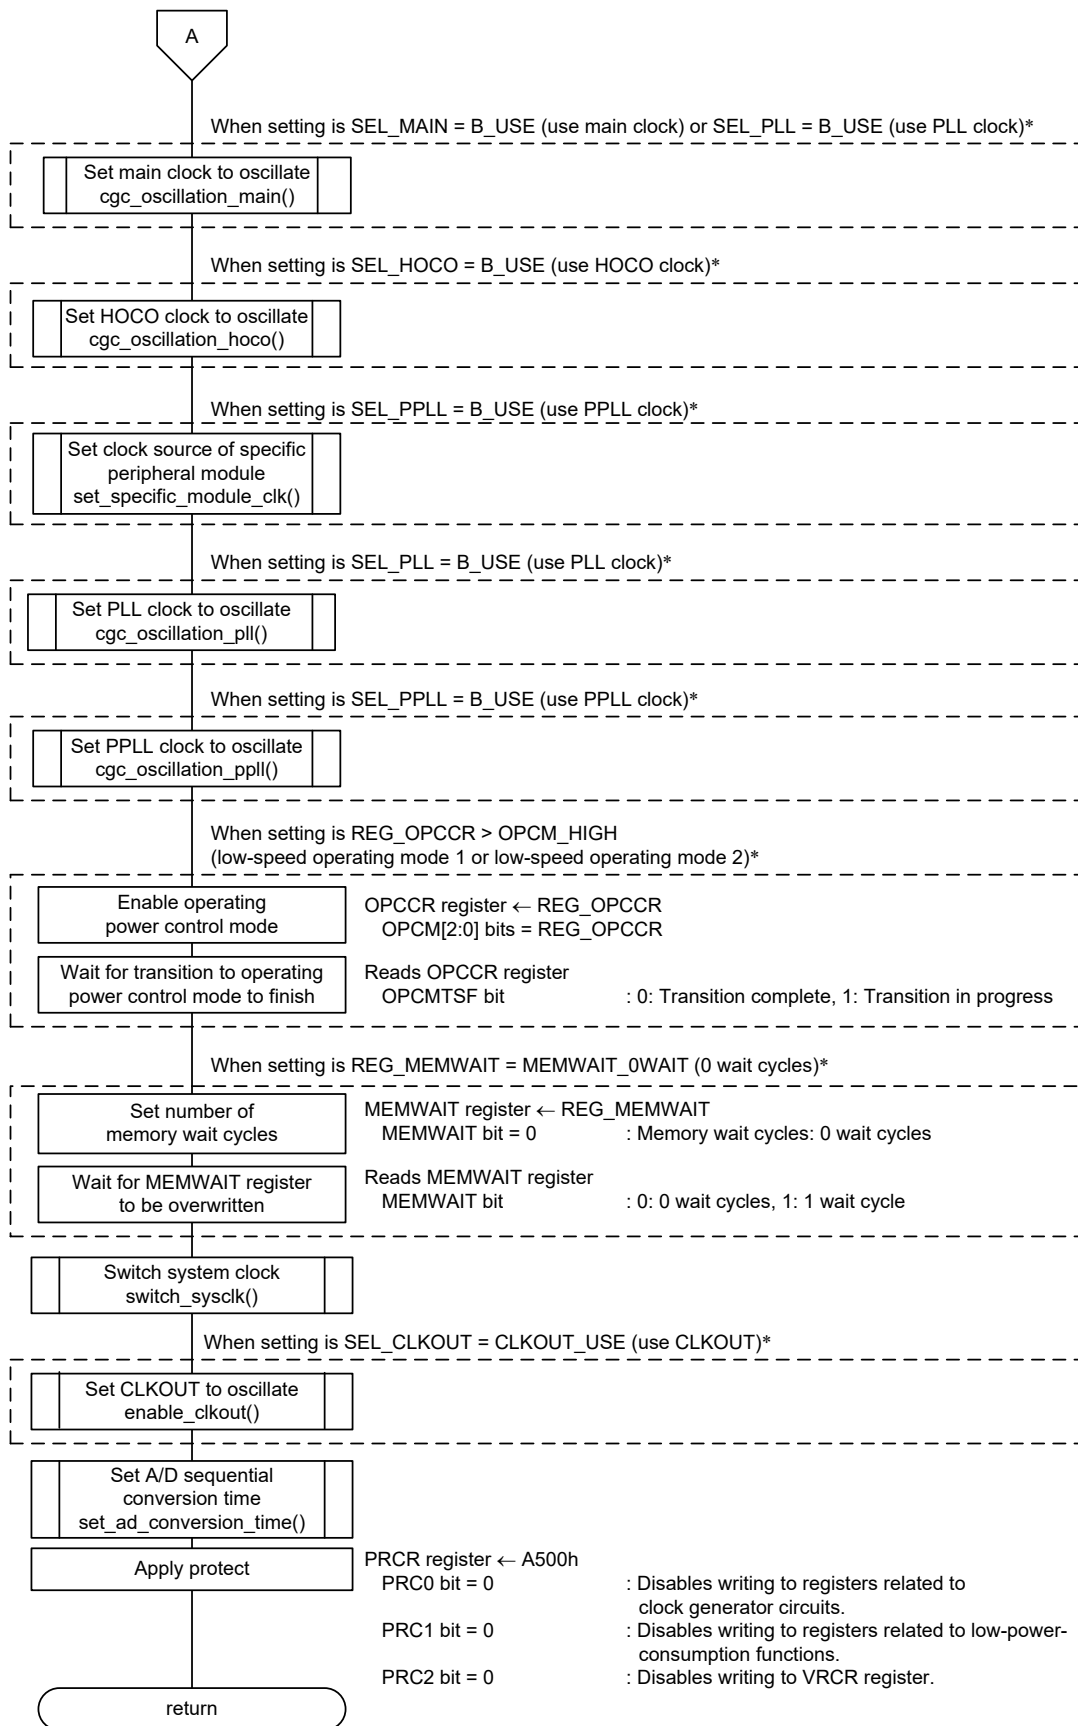 A
When setting is SEL_MAIN = B_USE (use main clock) or SEL_PLL = B_USE (use PLL clock)*
Set main clock to oscillate
cgc_oscillation_main()
When setting is SEL_HOCO = B_USE (use HOCO clock)*
Set HOCO clock to oscillate
cgc_oscillation_hoco()
When setting is SEL_PPLL = B_USE (use PPLL clock)*
Set clock source of specific
peripheral module
set_specific_module_clk()
When setting is SEL_PLL = B_USE (use PLL clock)*
Set PLL clock to oscillate
cgc_oscillation_pll()
When setting is SEL_PPLL = B_USE (use PPLL clock)*
Set PPLL clock to oscillate
cgc_oscillation_ppll()
When setting is REG_OPCCR > OPCM_HIGH
(low-speed operating mode 1 or low-speed operating mode 2)*
Enable operating
power control mode
OPCCR register ← REG_OPCCR
OPCM[2:0] bits = REG_OPCCR
Wait for transition to operating
power control mode to finish
Reads OPCCR register
OPCMTSF bit : 0: Transition complete, 1: Transition in progress
When setting is REG_MEMWAIT = MEMWAIT_0WAIT (0 wait cycles)*
Set number of
memory wait cycles
MEMWAIT register ← REG_MEMWAIT
MEMWAIT bit = 0 : Memory wait cycles: 0 wait cycles
Wait for MEMWAIT register
to be overwritten
Reads MEMWAIT register
MEMWAIT bit : 0: 0 wait cycles, 1: 1 wait cycle
Switch system clock
switch_sysclk()
When setting is SEL_CLKOUT = CLKOUT_USE (use CLKOUT)*
Set CLKOUT to oscillate
enable_clkout()
Set A/D sequential
conversion time
set_ad_conversion_time()
Apply protect
PRCR register ← A500h
PRC0 bit = 0 : Disables writing to registers related to
clock generator circuits.
PRC1 bit = 0 : Disables writing to registers related to low-power-
consumption functions.
PRC2 bit = 0 : Disables writing to VRCR register.
return